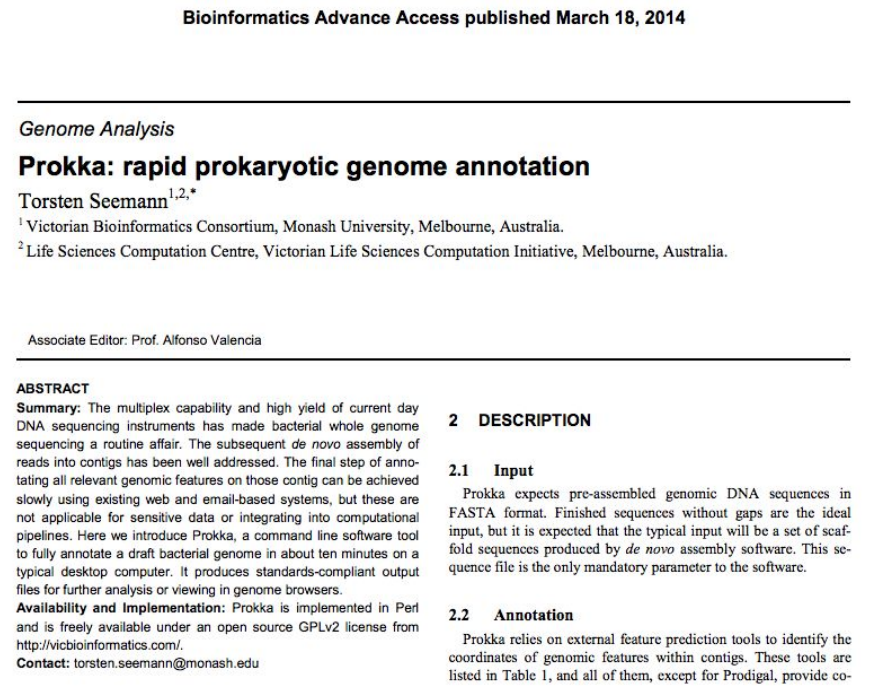 Bioinformatics Advance Access published March 18, 2014
Genome Analysis
Prokka: rapid prokaryotic genome annotation
Torsten Seemann1,2,*
1 Victorian Bioinformatics Consortium, Monash University, Melbourne, Australia.
2 Life Sciences Computation Centre, Victorian Life Sciences Computation Initiative, Melbourne, Australia.
Associate Editor: Prof. Alfonso Valencia
ABSTRACT
Summary: The multiplex capability and high yield of current day
DNA sequencing instruments has made bacterial whole genome
sequencing a routine affair. The subsequent de novo assembly of
reads into contigs has been well addressed. The final step of anno-
tating all relevant genomic features on those contig can be achieved
slowly using existing web and email-based systems, but these are
not applicable for sensitive data or integrating into computational
pipelines. Here we introduce Prokka, a command line software tool
to fully annotate a draft bacterial genome in about ten minutes on a
typical desktop computer. It produces standards-compliant output
files for further analysis or viewing in genome browsers.
Availability and Implementation: Prokka is implemented in Perl
and is freely available under an open source GPLv2 license from
http://vicbioinformatics.com/.
Contact: torsten.seemann@monash.edu
2 DESCRIPTION
2.1 Input
Prokka expects pre-assembled genomic DNA sequences in
FASTA format. Finished sequences without gaps are the ideal
input, but it is expected that the typical input will be a set of scaf-
fold sequences produced by de novo assembly software. This se-
quence file is the only mandatory parameter to the software.
2.2 Annotation
Prokka relies on external feature prediction tools to identify the
coordinates of genomic features within contigs. These tools are
listed in Table 1, and all of them, except for Prodigal, provide co-